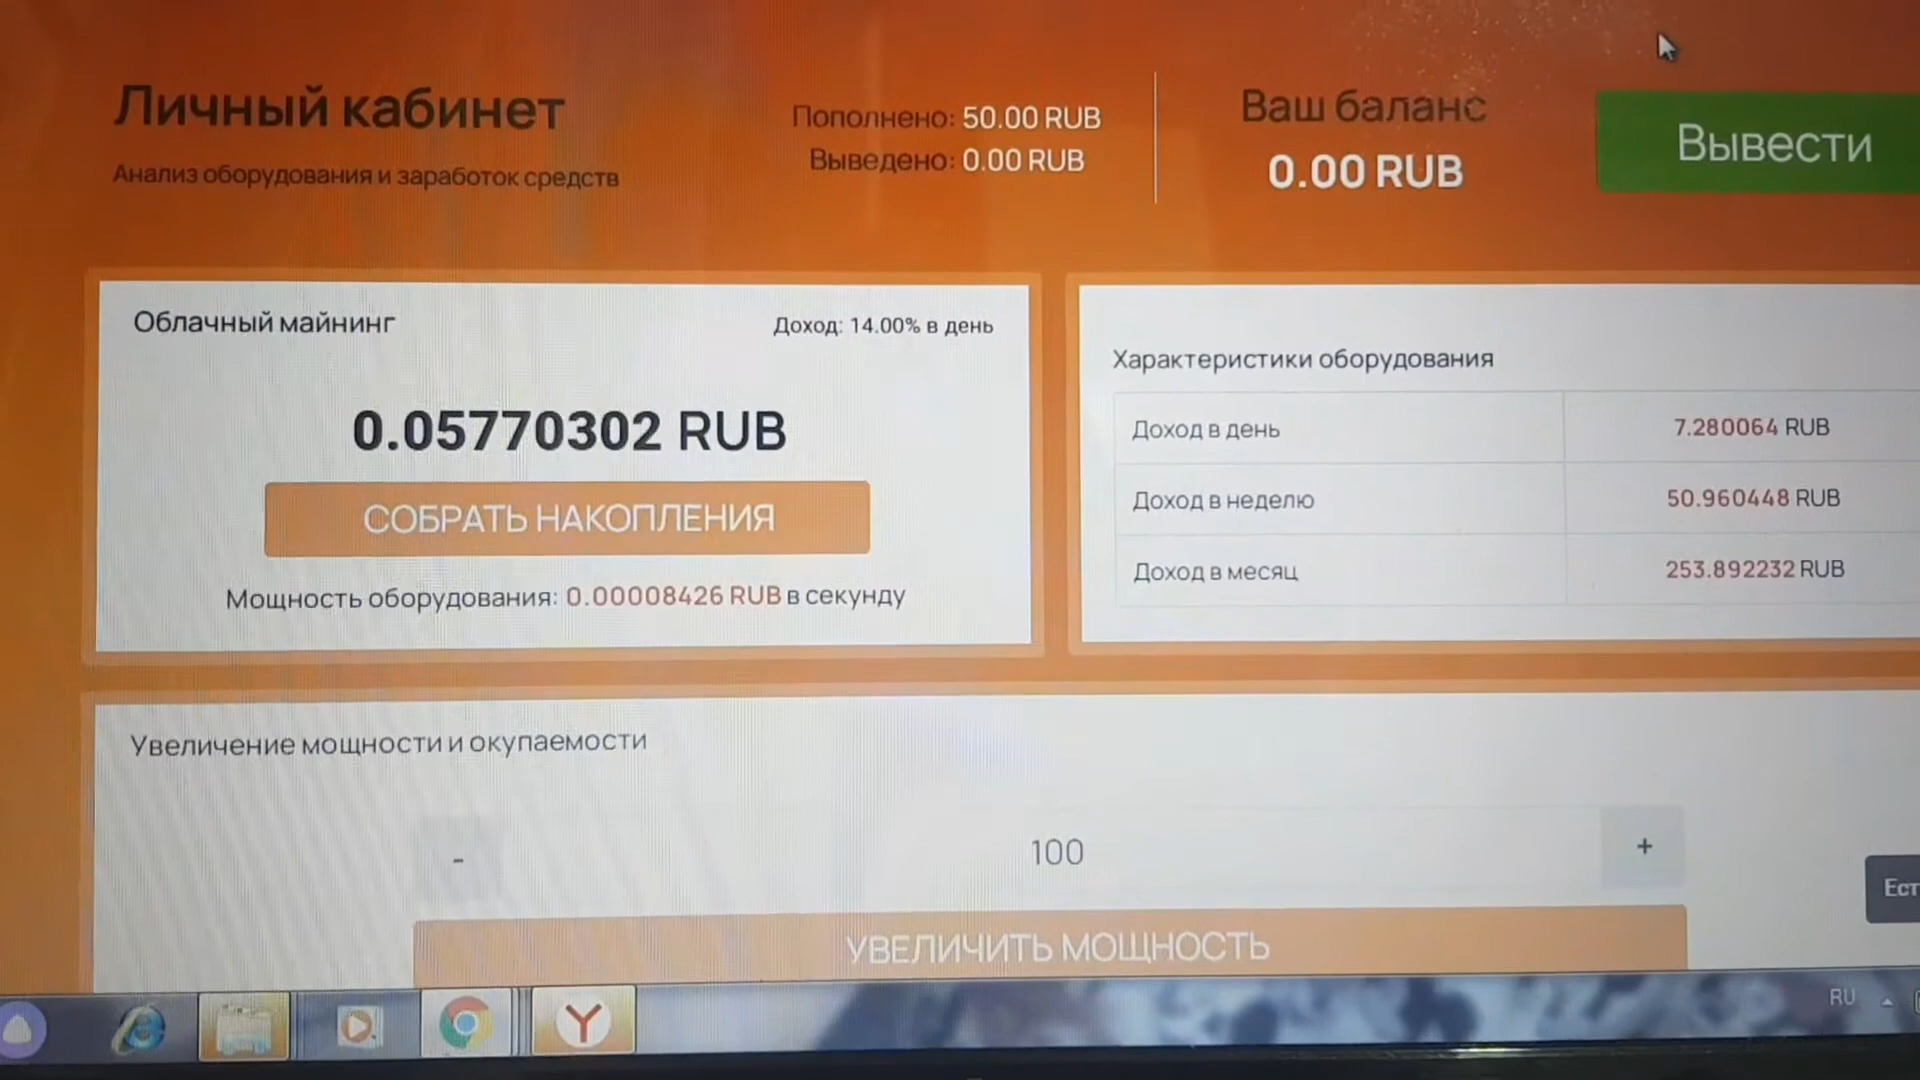 Личный кабинет
Анализ оборудования и заработок средств
Пополнено: 50.00 RUB
Выведено: 0.00 RUB
Ваш баланс
0.00 RUB
Вывести
Облачный майнинг
Доход: 14.00% в день
0.05770302 RUB
СОБРАТЬ НАКОПЛЕНИЯ
Мощность оборудования: 0.00008426 RUB в секунду
Характеристики оборудования
Доход в день 7.280064 RUB
Доход в неделю 50.960448 RUB
Доход в месяц 253.892232 RUB
Увеличение мощности и окупаемости
- 100 +
УВЕЛИЧИТЬ МОЩНОСТЬ
RU